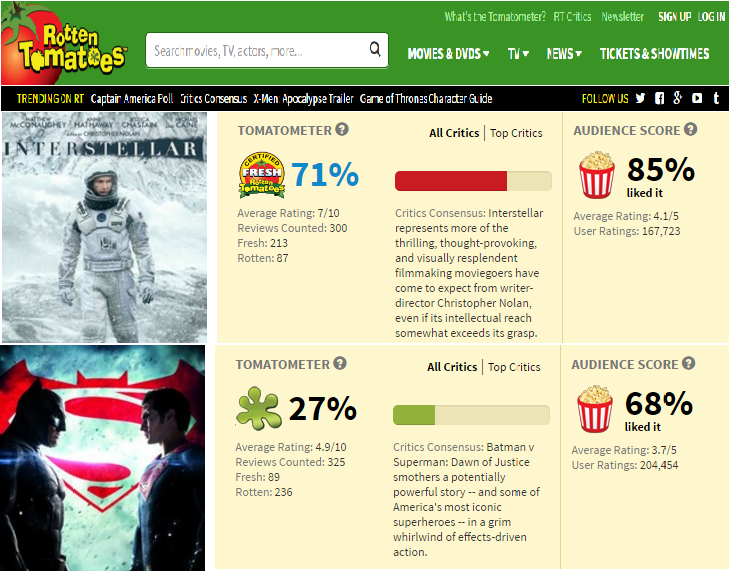 What's the Tomatometer? RT Critics Newsletter SIGN UP LOG IN
Rotten
Tomatoes™
Searchmovies, TV, actors, more...
MOVIES & DVDS TV NEWS TICKETS & SHOWTIMES
TRENDING ON RT Captain America Poll Critics Consensus X-Men: Apocalypse Trailer Game of Thrones Character Guide FOLLOW US
MATTHEW ANNE JESSICA MICHAEL
McCONAUGHEY HATHAWAY CHASTAIN CAINE
INTERSTELLAR
TOMATOMETER ?
All Critics | Top Critics
CERTIFIED
FRESH
Rotten
Tomatoes
71%
Average Rating: 7/10
Reviews Counted: 300
Fresh: 213
Rotten: 87
Critics Consensus: Interstellar
represents more of the
thrilling, thought-provoking,
and visually resplendent
filmmaking moviegoers have
come to expect from writer-
director Christopher Nolan,
even if its intellectual reach
somewhat exceeds its grasp.
AUDIENCE SCORE ?
85%
liked it
Average Rating: 4.1/5
User Ratings: 167,723
TOMATOMETER ?
All Critics | Top Critics
27%
Average Rating: 4.9/10
Reviews Counted: 325
Fresh: 89
Rotten: 236
Critics Consensus: Batman v
Superman: Dawn of Justice
smothers a potentially
powerful story -- and some of
America's most iconic
superheroes -- in a grim
whirlwind of effects-driven
action.
AUDIENCE SCORE ?
68%
liked it
Average Rating: 3.7/5
User Ratings: 204,454